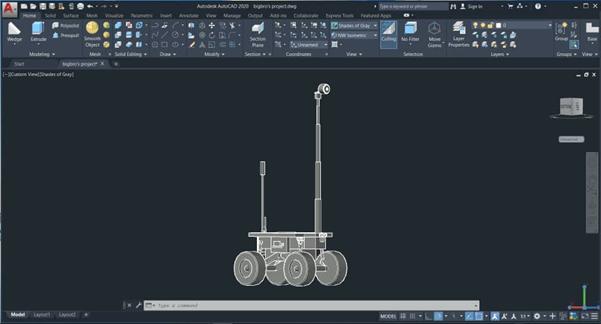 Autodesk AutoCAD 2020 bigbro's project.dwg
Type a keyword or phrase
Sign In
Home Solid Surface Mesh Visualize Parametric Insert Annotate View Manage Output Add-ins Collaborate Express Tools Featured Apps
Wedge Extrude Polysolid Presspull Smooth Object
Shades of Gray
NW Isometric
Unnamed
Culling No Filter Move Gizmo Layer Properties Group Base
Modeling Mesh Solid Editing Draw Modify Section Coordinates View Selection Layers Groups View
Start bigbro's project*
[−][Custom View][Shades of Gray]
Type a command
Model Layout1 Layout2
MODEL
1:1